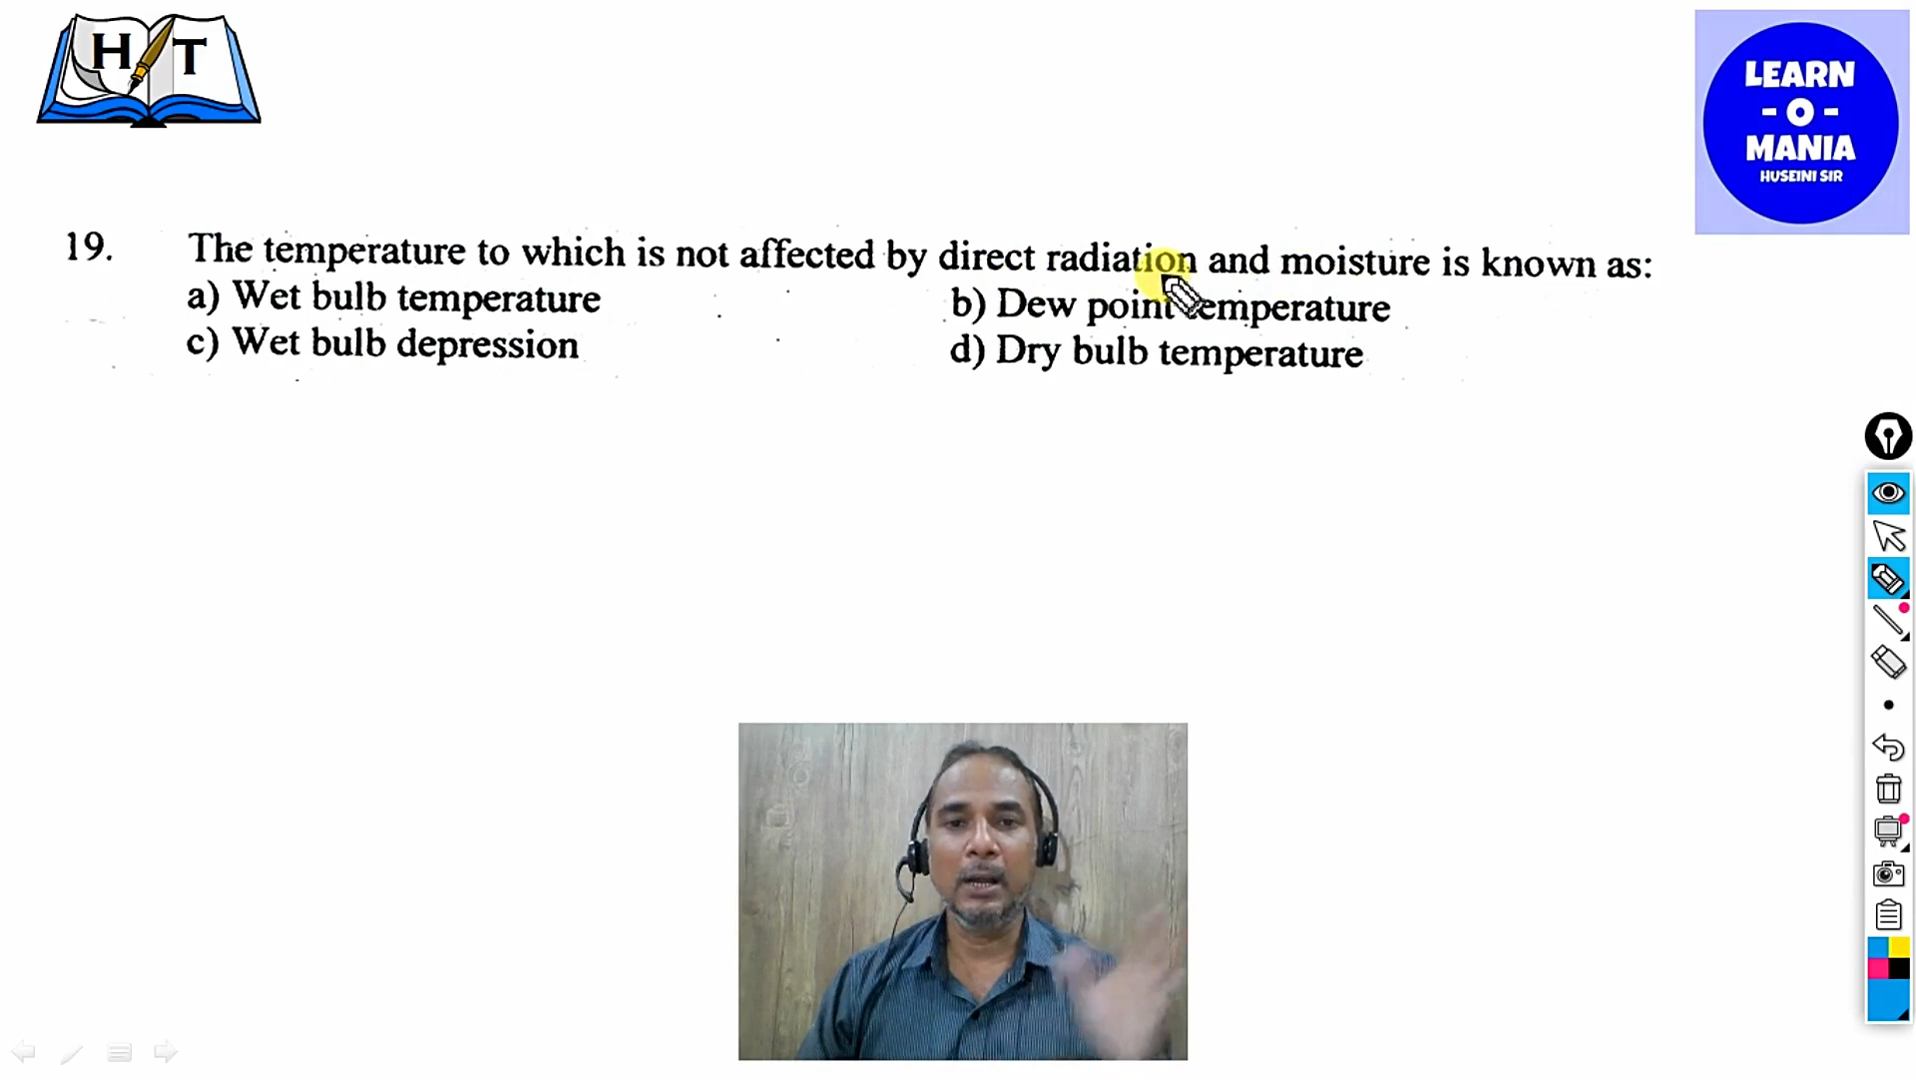 H T
LEARN
- O -
MANIA
HUSEINI SIR
19. The temperature to which is not affected by direct radiation and moisture is known as:
a) Wet bulb temperature b) Dew point temperature
c) Wet bulb depression d) Dry bulb temperature